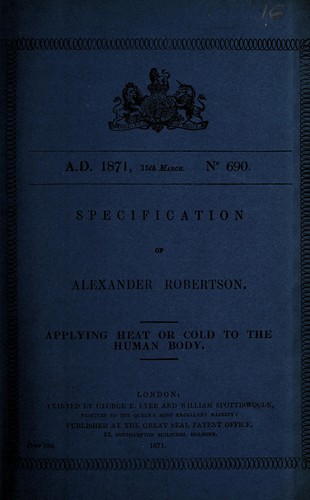 16
A.D. 1871, 15th March. Nº 690.
SPECIFICATION
OF
ALEXANDER ROBERTSON.
APPLYING HEAT OR COLD TO THE
HUMAN BODY.
LONDON:
PRINTED BY GEORGE E. EYRE AND WILLIAM SPOTTISWOODE,
PRINTERS TO THE QUEEN'S MOST EXCELLENT MAJESTY:
PUBLISHED AT THE GREAT SEAL PATENT OFFICE,
25, SOUTHAMPTON BUILDINGS, HOLBORN.
Price
1871.